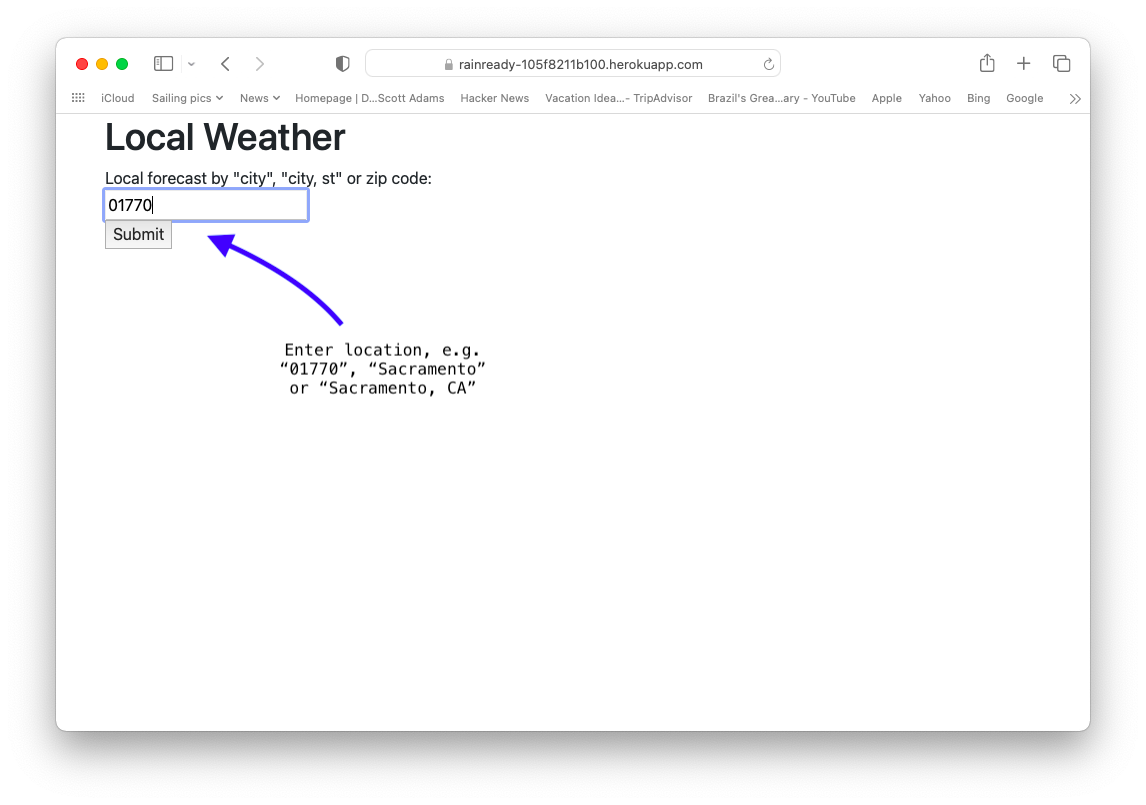 rainready-105f8211b100.herokuapp.com
iCloud Sailing pics News Homepage | D...Scott Adams Hacker News Vacation Idea...- TripAdvisor Brazil's Grea...ary - YouTube Apple Yahoo Bing Google
Local Weather
Local forecast by "city", "city, st" or zip code:
01770
Submit
Enter location, e.g.
“01770”, “Sacramento”
or “Sacramento, CA”